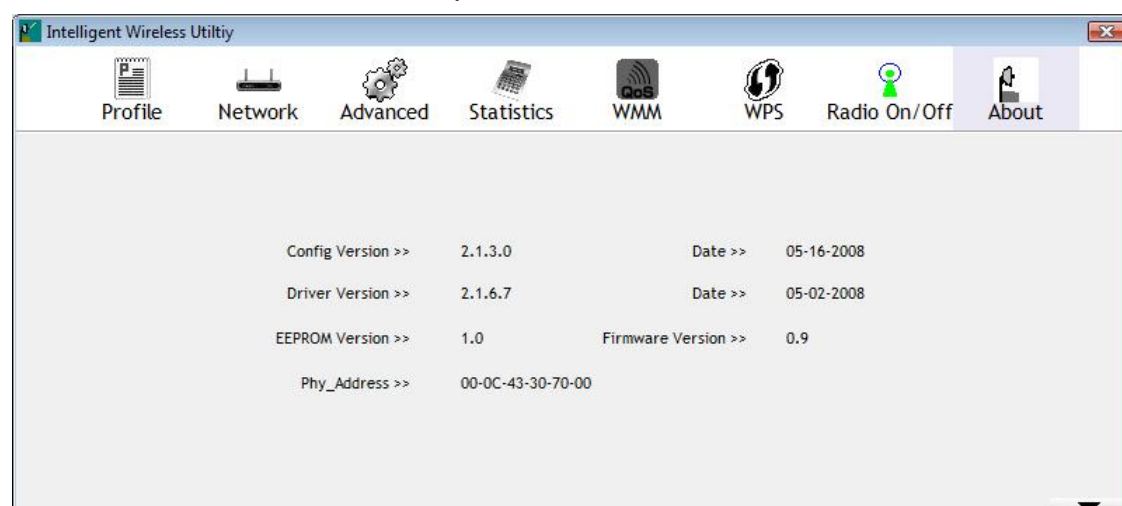 Intelligent Wireless Utiltiy
Profile Network Advanced Statistics QoS WMM WPS Radio On/Off About
Config Version >> 2.1.3.0 Date >> 05-16-2008
Driver Version >> 2.1.6.7 Date >> 05-02-2008
EEPROM Version >> 1.0 Firmware Version >> 0.9
Phy_Address >> 00-0C-43-30-70-00